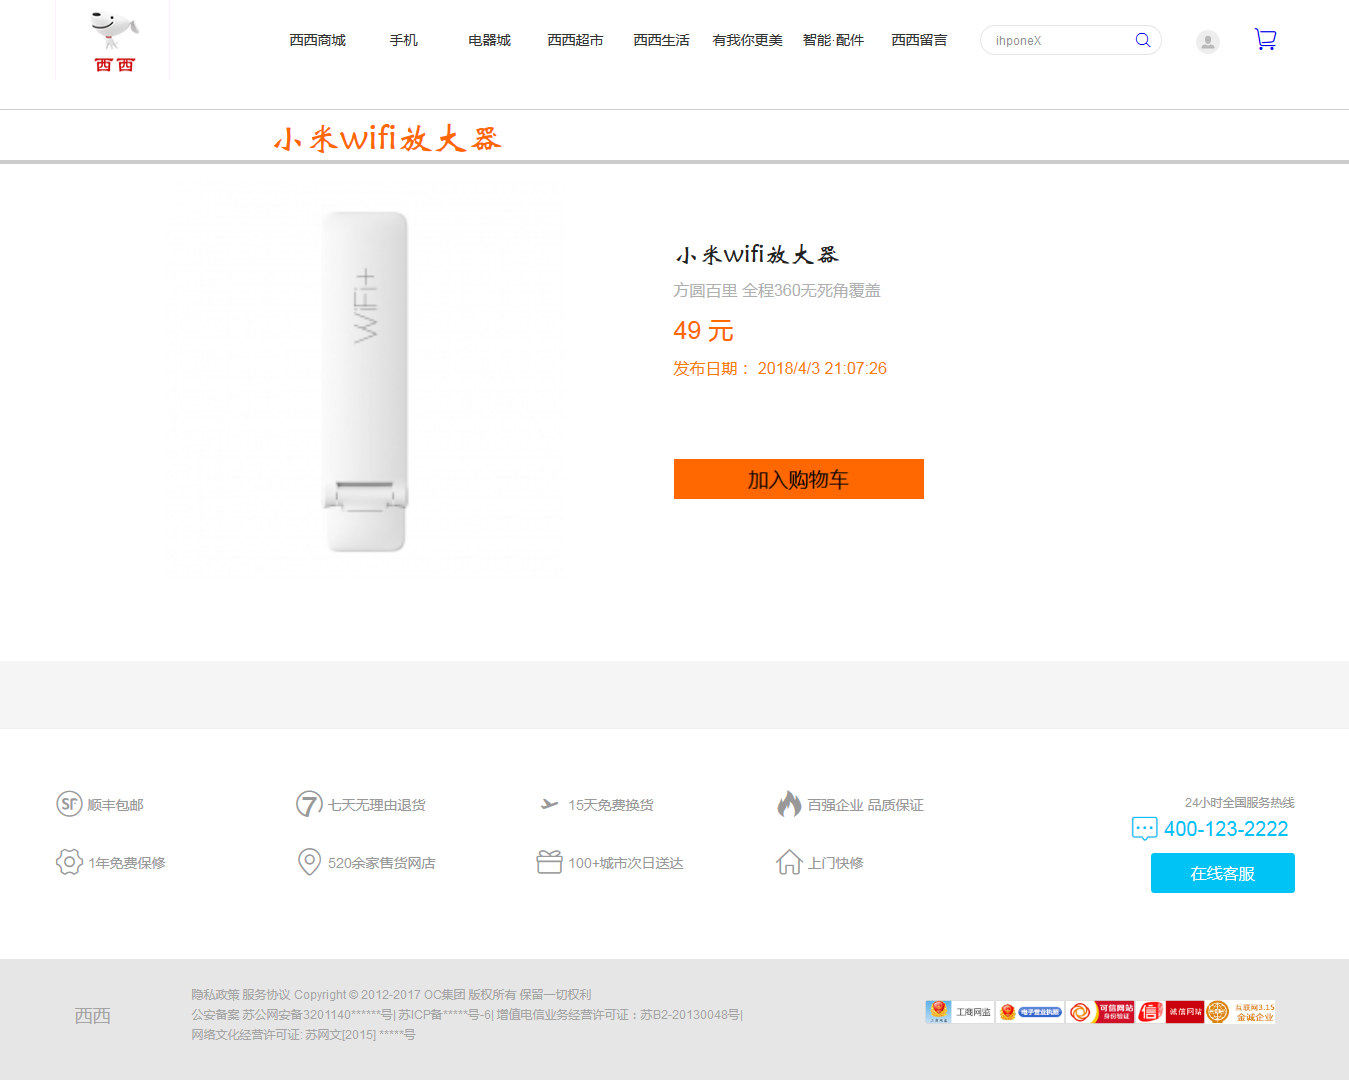 西西
西西商城 手机 电器城 西西超市 西西生活 有我你更美 智能·配件 西西留言 ihponeX
小米wifi放大器
WiFi+
小米wifi放大器
方圆百里 全程360无死角覆盖
49 元
发布日期： 2018/4/3 21:07:26
加入购物车
顺丰包邮 七天无理由退货 15天免费换货 百强企业 品质保证
24小时全国服务热线
400-123-2222
1年免费保修 520余家售货网店 100+城市次日送达 上门快修
在线客服
隐私政策 服务协议 Copyright © 2012-2017 OC集团 版权所有 保留一切权利
西西
公安备案 苏公网安备3201140******号| 苏ICP备*****号-6| 增值电信业务经营许可证：苏B2-20130048号|
网络文化经营许可证: 苏网文[2015] *****号
工商网监 电子营业执照 可信网站 身份验证 信 诚信网站 互联网3.15 金诚企业